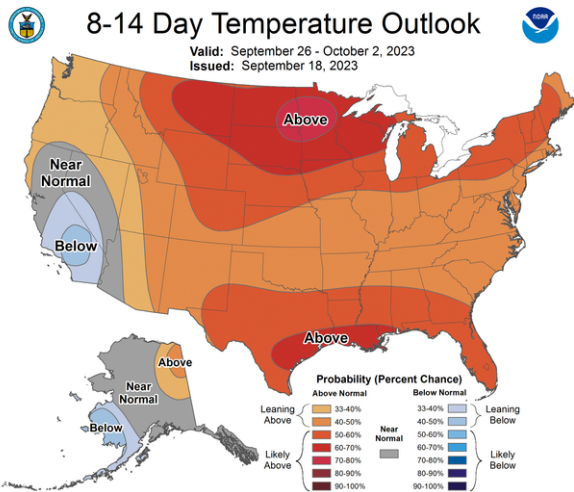 8-14 Day Temperature Outlook
Valid: September 26 - October 2, 2023
Issued: September 18, 2023
NOAA
Above
Near
Normal
Below
Above
Above
Near
Normal
Below
Probability (Percent Chance)
Above Normal
Below Normal
Leaning
Above
33-40%
40-50%
Likely
Above
50-60%
60-70%
70-80%
80-90%
90-100%
Near
Normal
33-40%
40-50%
Leaning
Below
50-60%
60-70%
70-80%
80-90%
90-100%
Likely
Below